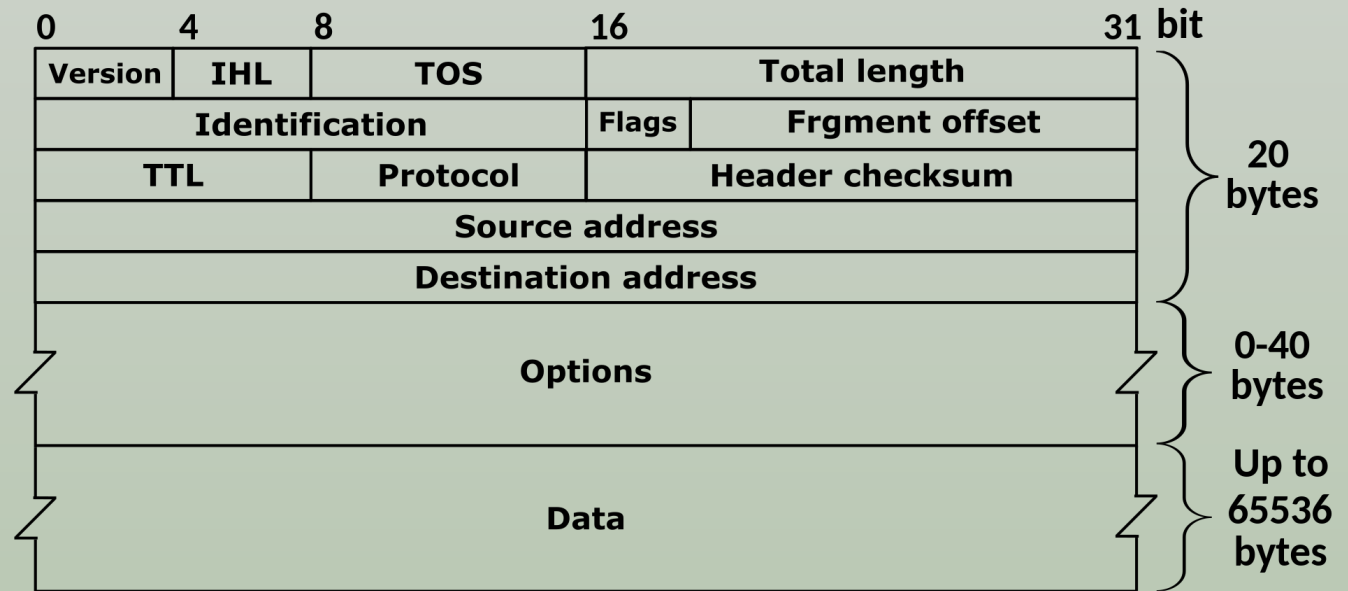 0 4 8 16 31 bit
Version IHL TOS Total length
Identification Flags Frgment offset
TTL Protocol Header checksum
20
bytes
Source address
Destination address
Options
0-40
bytes
Data
Up to
65536
bytes